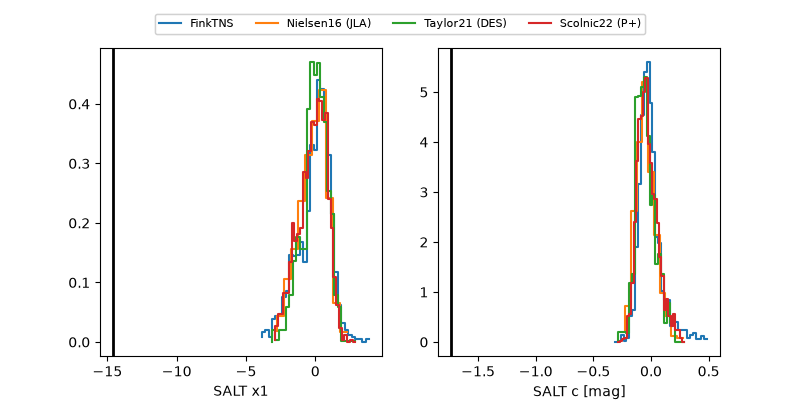 FinkTNS Nielsen16 (JLA) Taylor21 (DES) Scolnic22 (P+)
0.4
0.3
0.2
0.1
0.0
−15 −10 −5 0
SALT x1
5
4
3
2
1
0
−1.5 −1.0 −0.5 0.0 0.5
SALT c [mag]